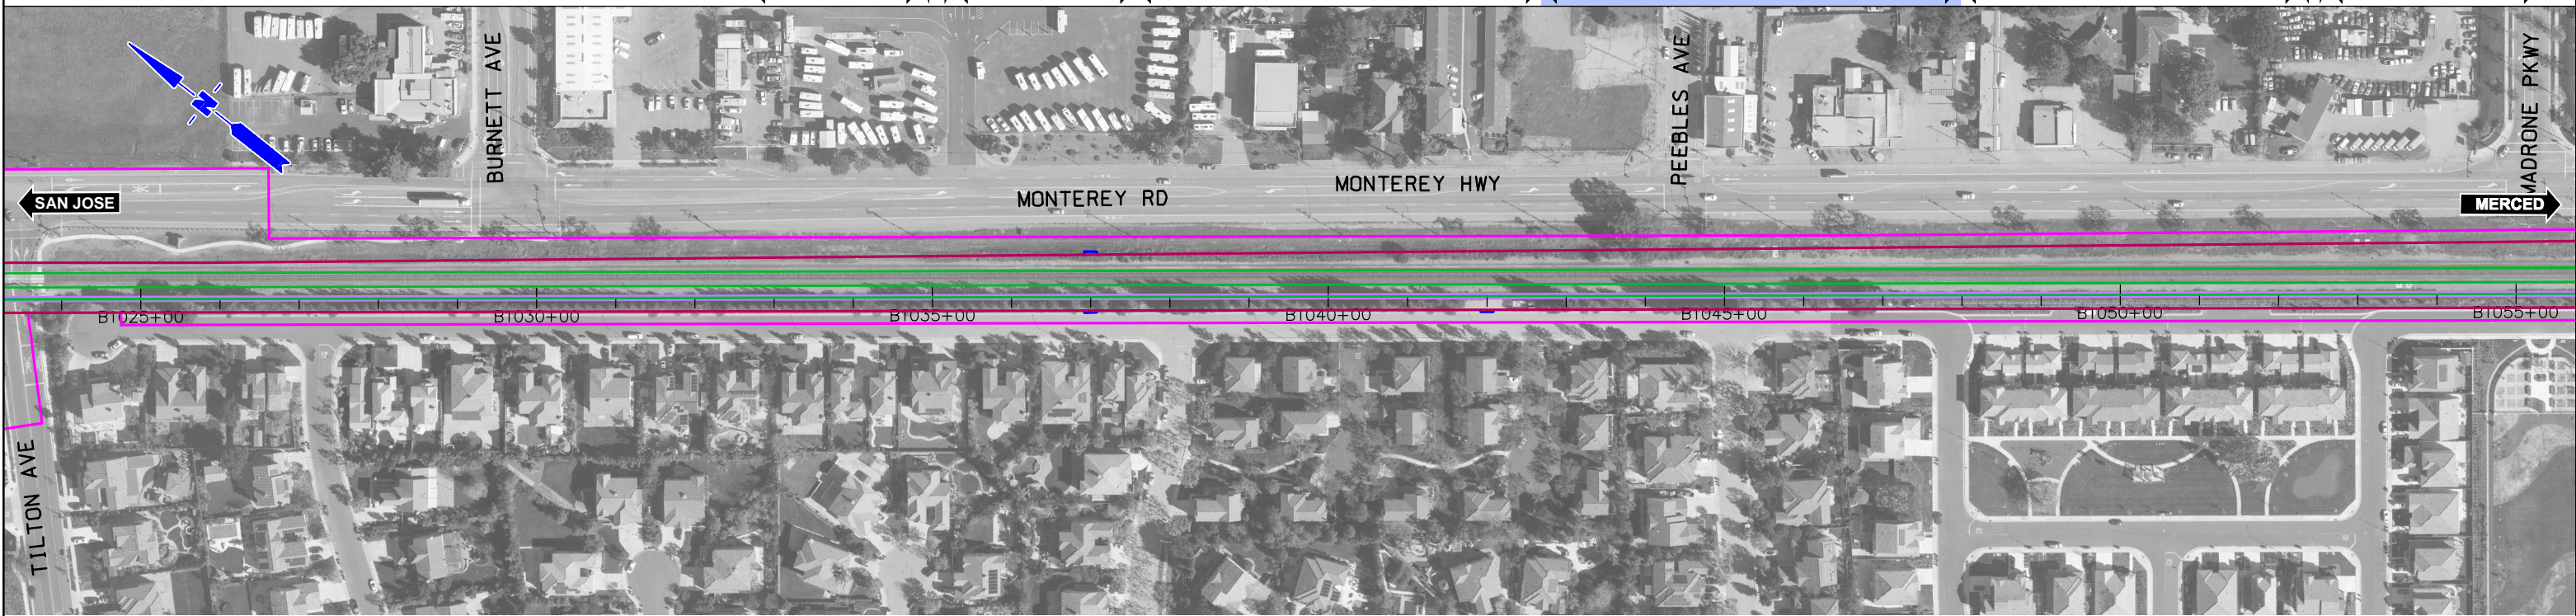 BURNETT AVE
PEEBLES AVE
MADRONE PKWY
N
SAN JOSE
MONTEREY RD
MONTEREY HWY
MERCED
B1025+00
B1030+00
B1035+00
B1040+00
B1045+00
B1050+00
B1055+00
TILTON AVE